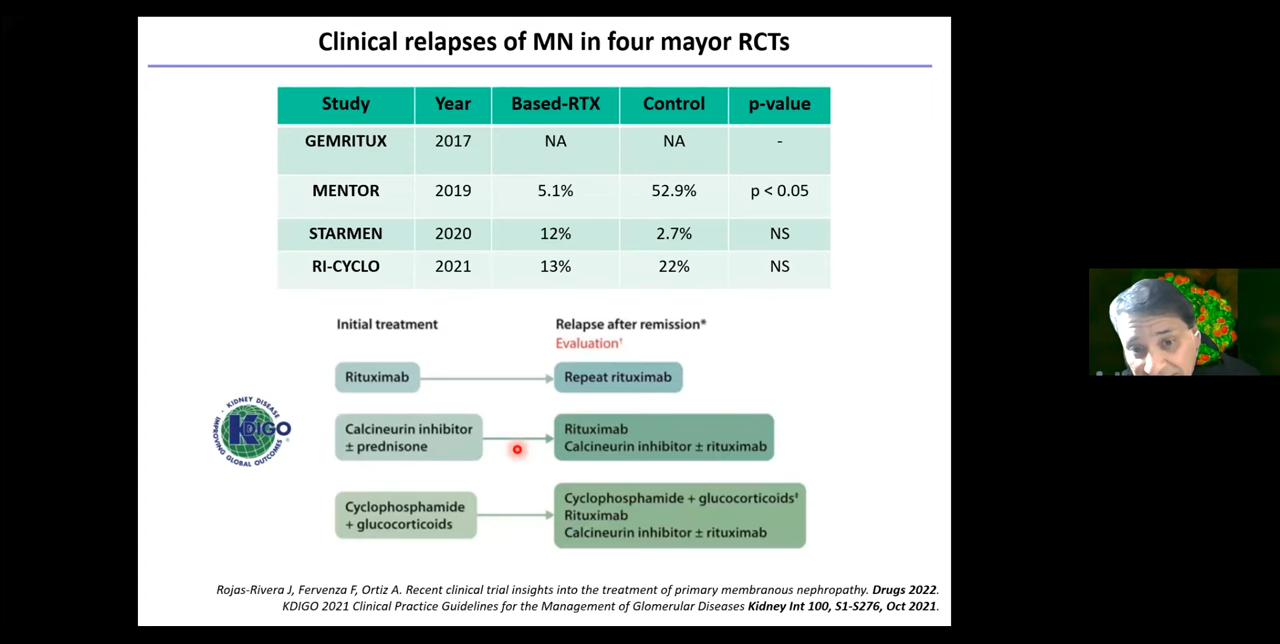 Clinical relapses of MN in four mayor RCTs
Study Year Based-RTX Control p-value
GEMRITUX 2017 NA NA -
MENTOR 2019 5.1% 52.9% p < 0.05
STARMEN 2020 12% 2.7% NS
RI-CYCLO 2021 13% 22% NS
Initial treatment
Relapse after remission*
Evaluation†
Rituximab
Repeat rituximab
Calcineurin inhibitor
± prednisone
Rituximab
Calcineurin inhibitor ± rituximab
Cyclophosphamide
+ glucocorticoids
Cyclophosphamide + glucocorticoids‡
Rituximab
Calcineurin inhibitor ± rituximab
KIDNEY DISEASE
KDIGO
IMPROVING GLOBAL OUTCOMES
Rojas-Rivera J, Fervenza F, Ortiz A. Recent clinical trial insights into the treatment of primary membranous nephropathy. Drugs 2022.
KDIGO 2021 Clinical Practice Guidelines for the Management of Glomerular Diseases Kidney Int 100, S1-S276, Oct 2021.